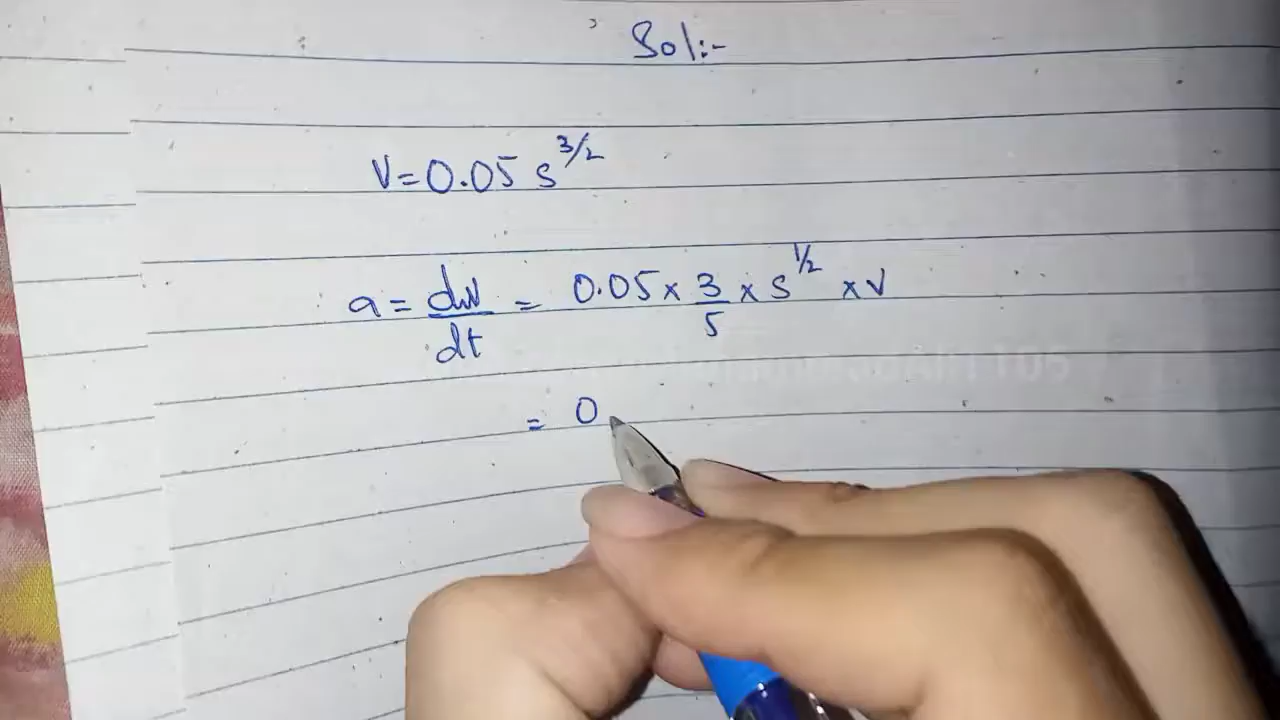 Sol:-
V=0.05 s^3/2
a = dv/dt = 0.05 × 3/5 × s^1/2 × v
= 0